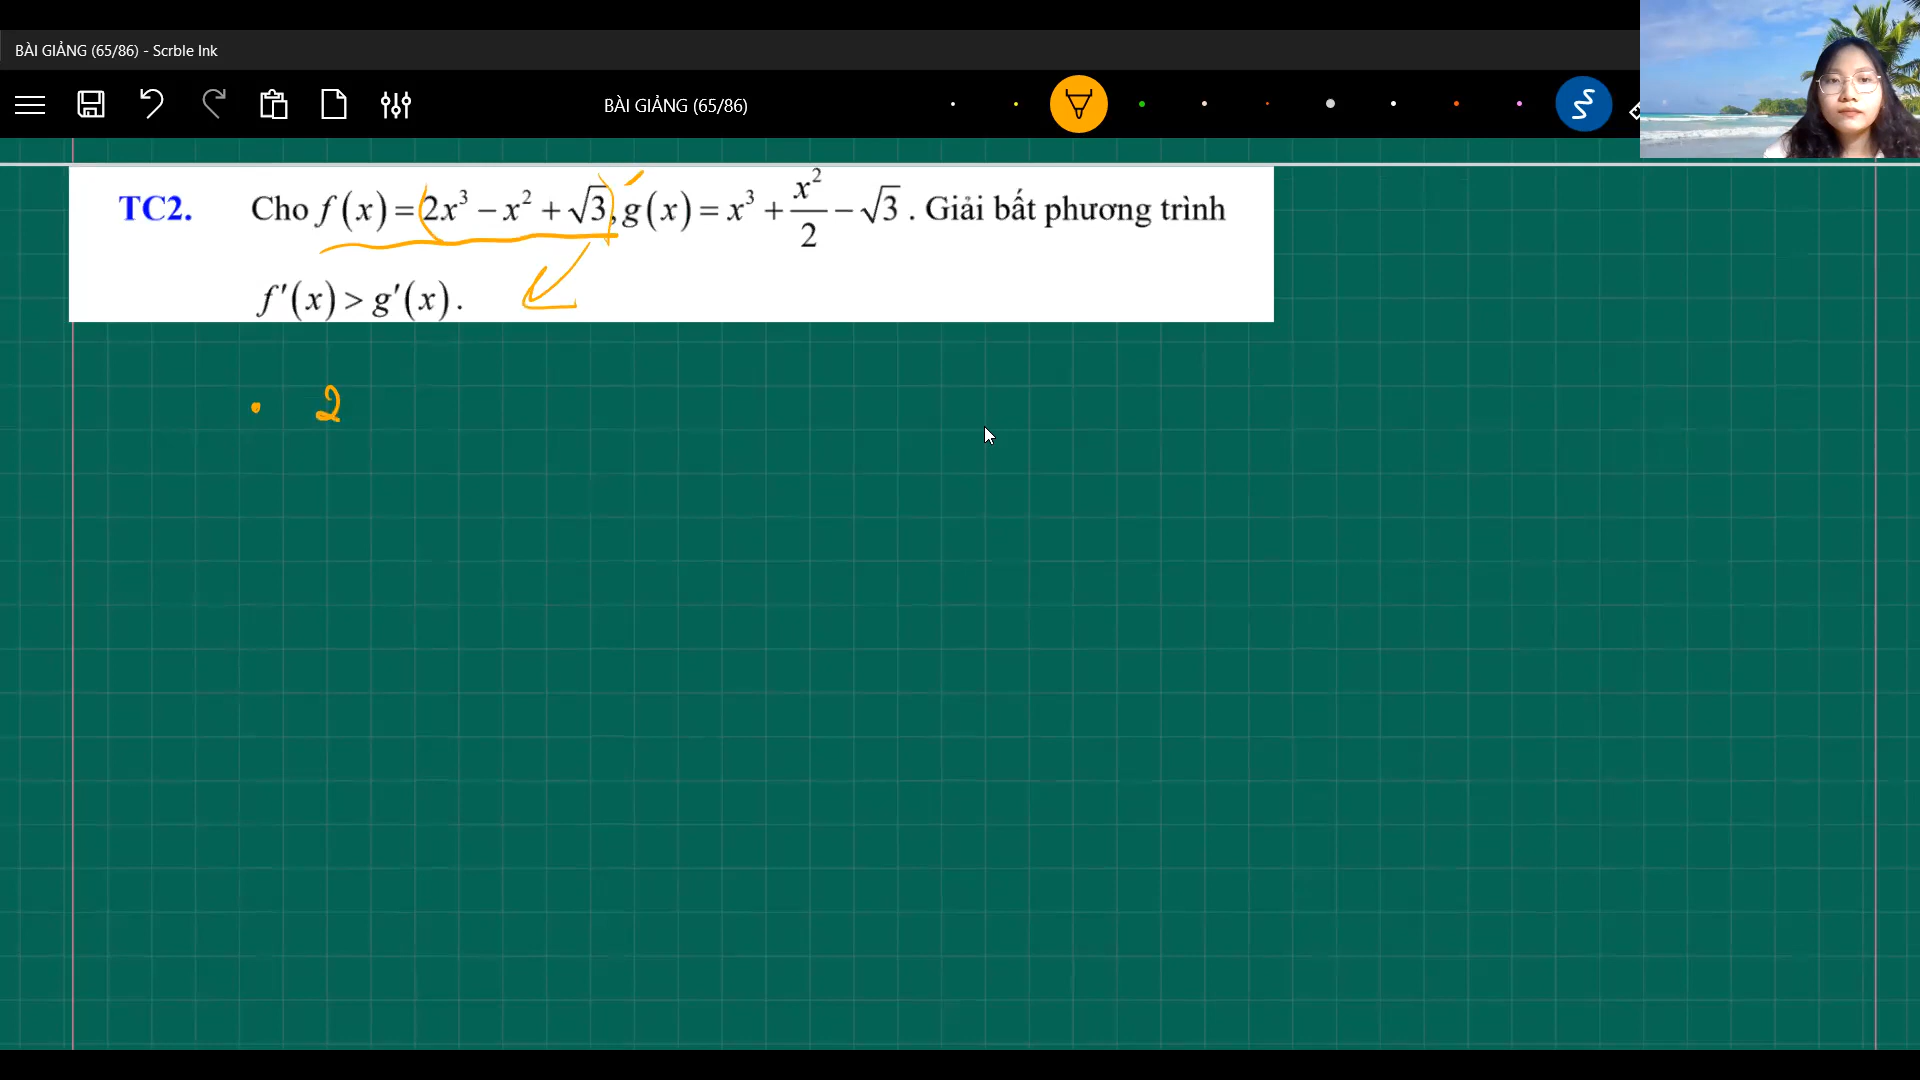 BÀI GIẢNG (65/86) - Scrble Ink
BÀI GIẢNG (65/86)
TC2. Cho f(x) = 2x³ − x² + √3, g(x) = x³ + x²/2 − √3. Giải bất phương trình
f′(x) > g′(x).
. 2